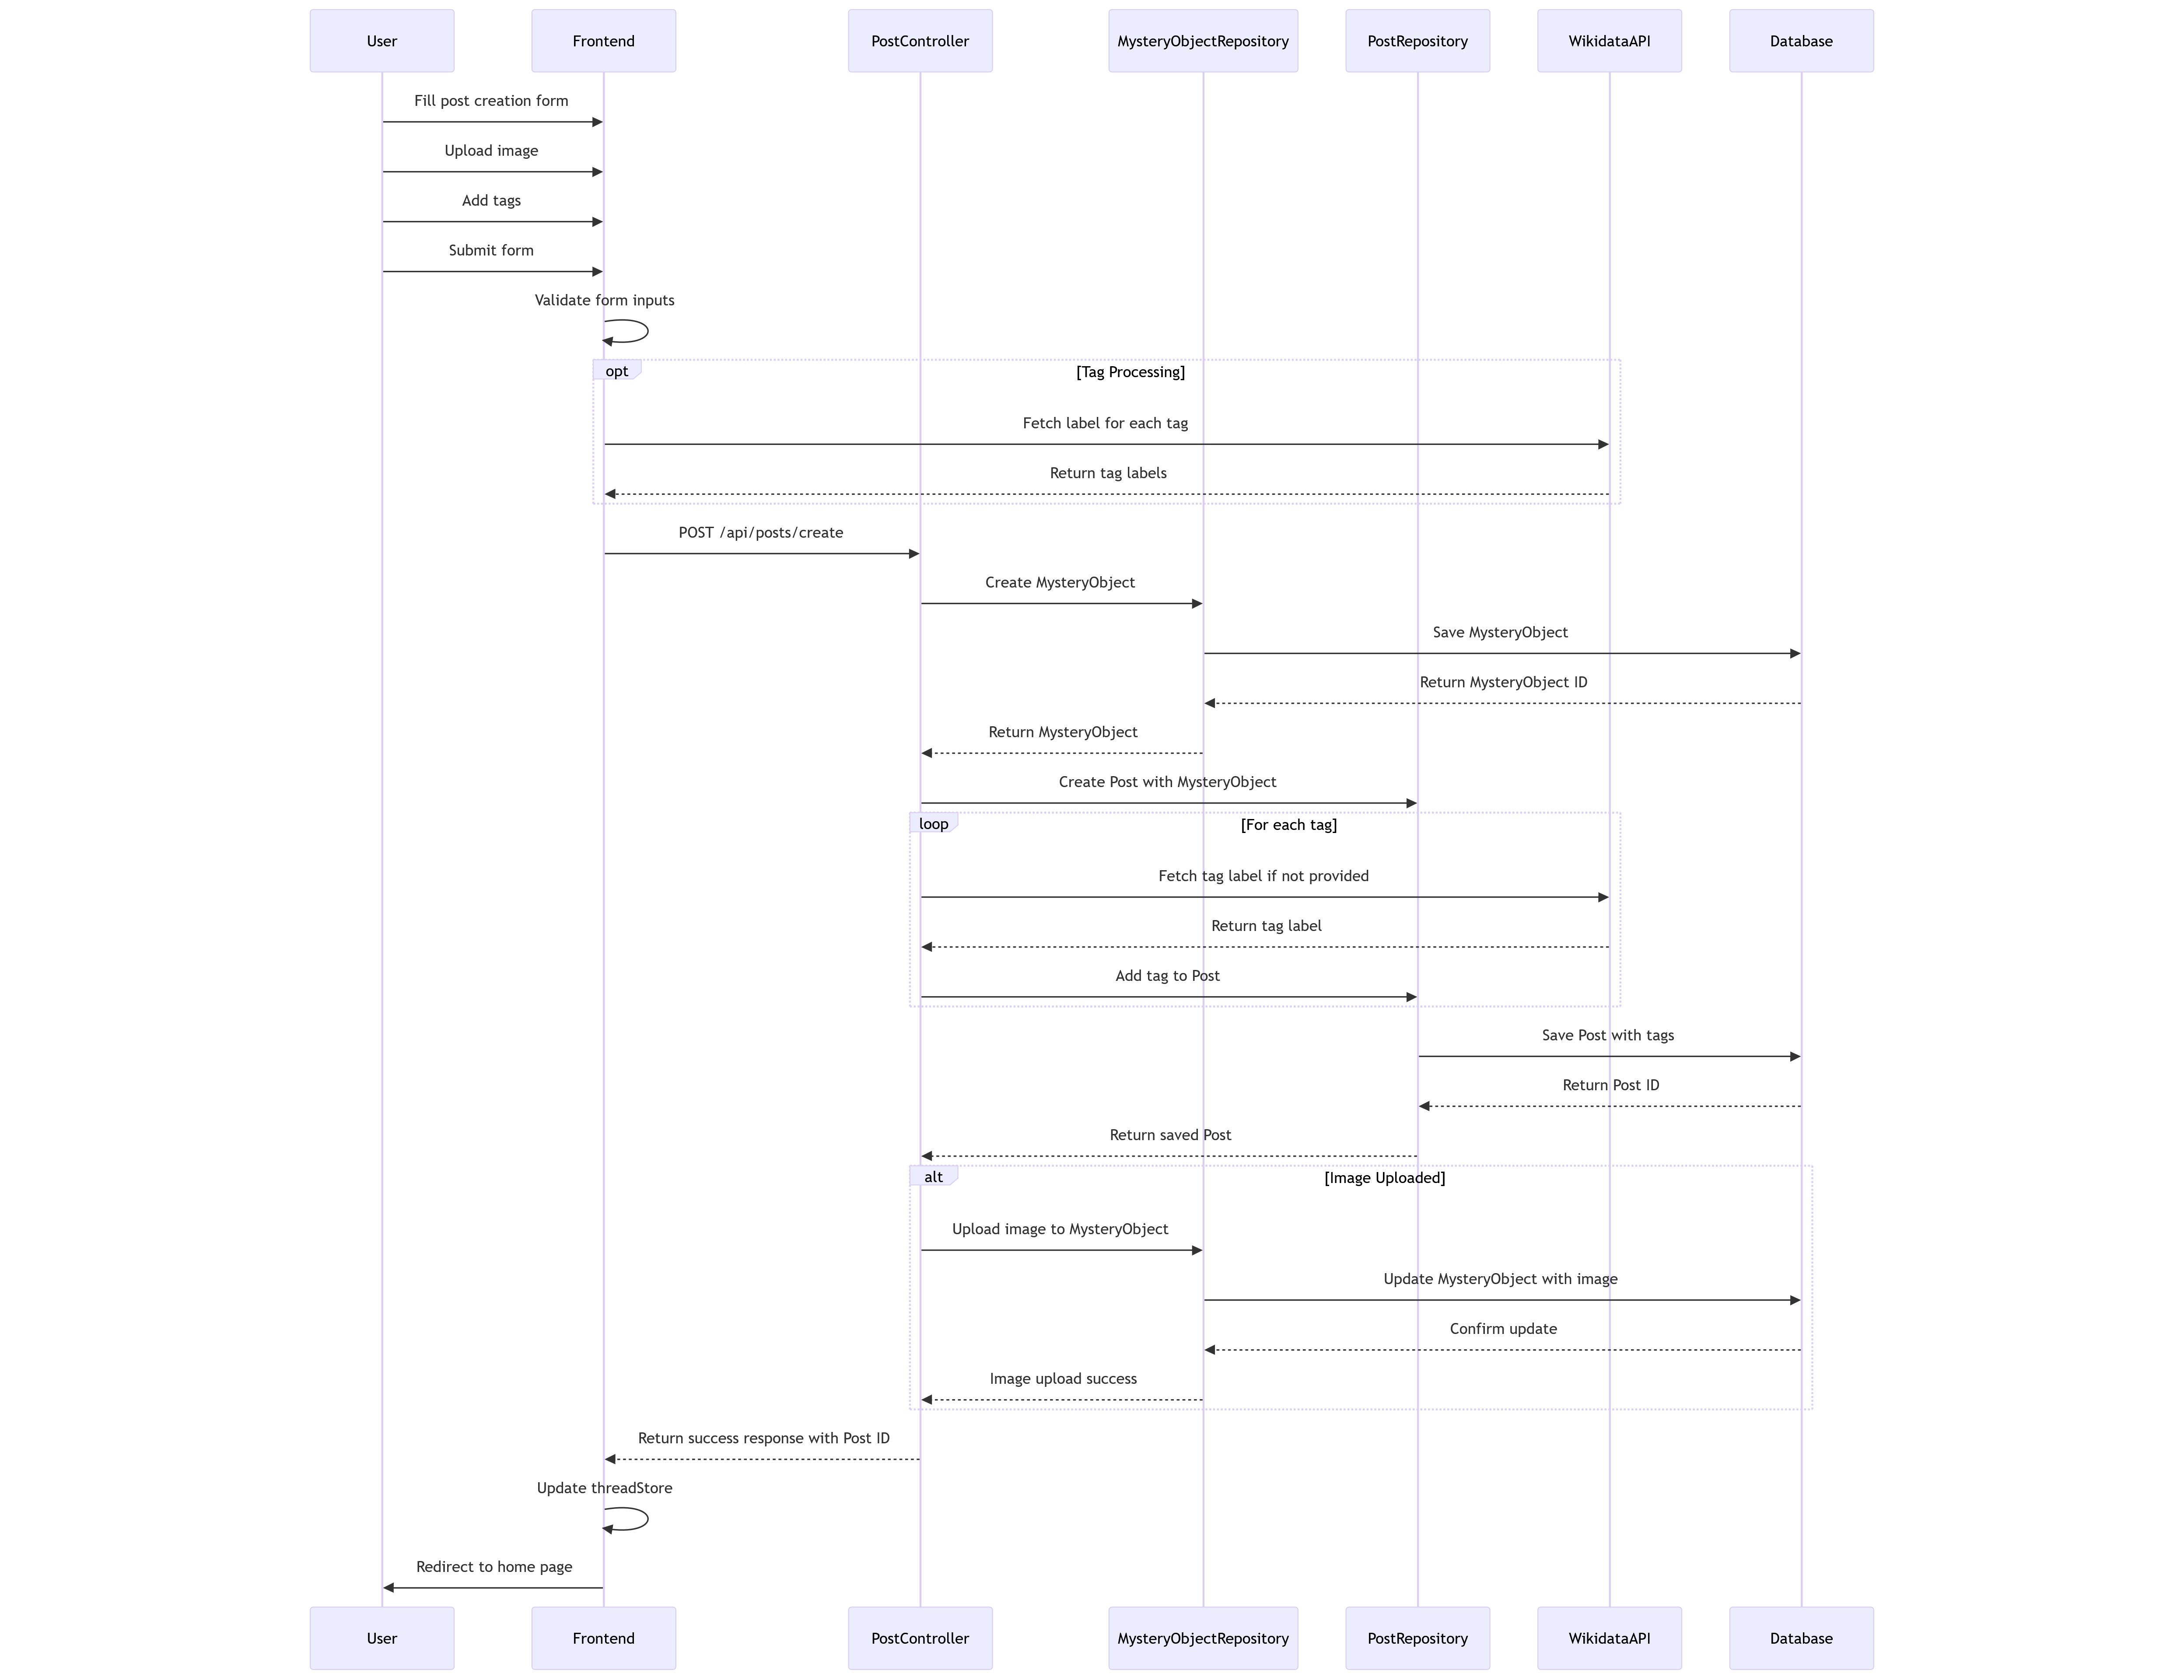 User
Frontend
PostController
MysteryObjectRepository
PostRepository
WikidataAPI
Database
Fill post creation form
Upload image
Add tags
Submit form
Validate form inputs
opt
[Tag Processing]
Fetch label for each tag
Return tag labels
POST /api/posts/create
Create MysteryObject
Save MysteryObject
Return MysteryObject ID
Return MysteryObject
Create Post with MysteryObject
loop
[For each tag]
Fetch tag label if not provided
Return tag label
Add tag to Post
Save Post with tags
Return Post ID
Return saved Post
alt
[Image Uploaded]
Upload image to MysteryObject
Update MysteryObject with image
Confirm update
Image upload success
Return success response with Post ID
Update threadStore
Redirect to home page
User
Frontend
PostController
MysteryObjectRepository
PostRepository
WikidataAPI
Database